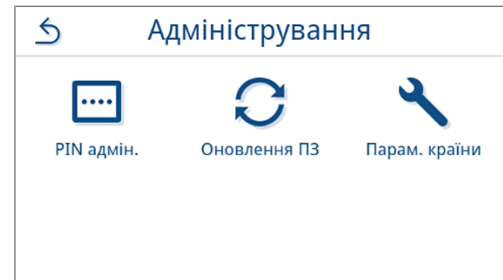 Адміністрування
PIN адмін.
Оновлення ПЗ
Парам. країни